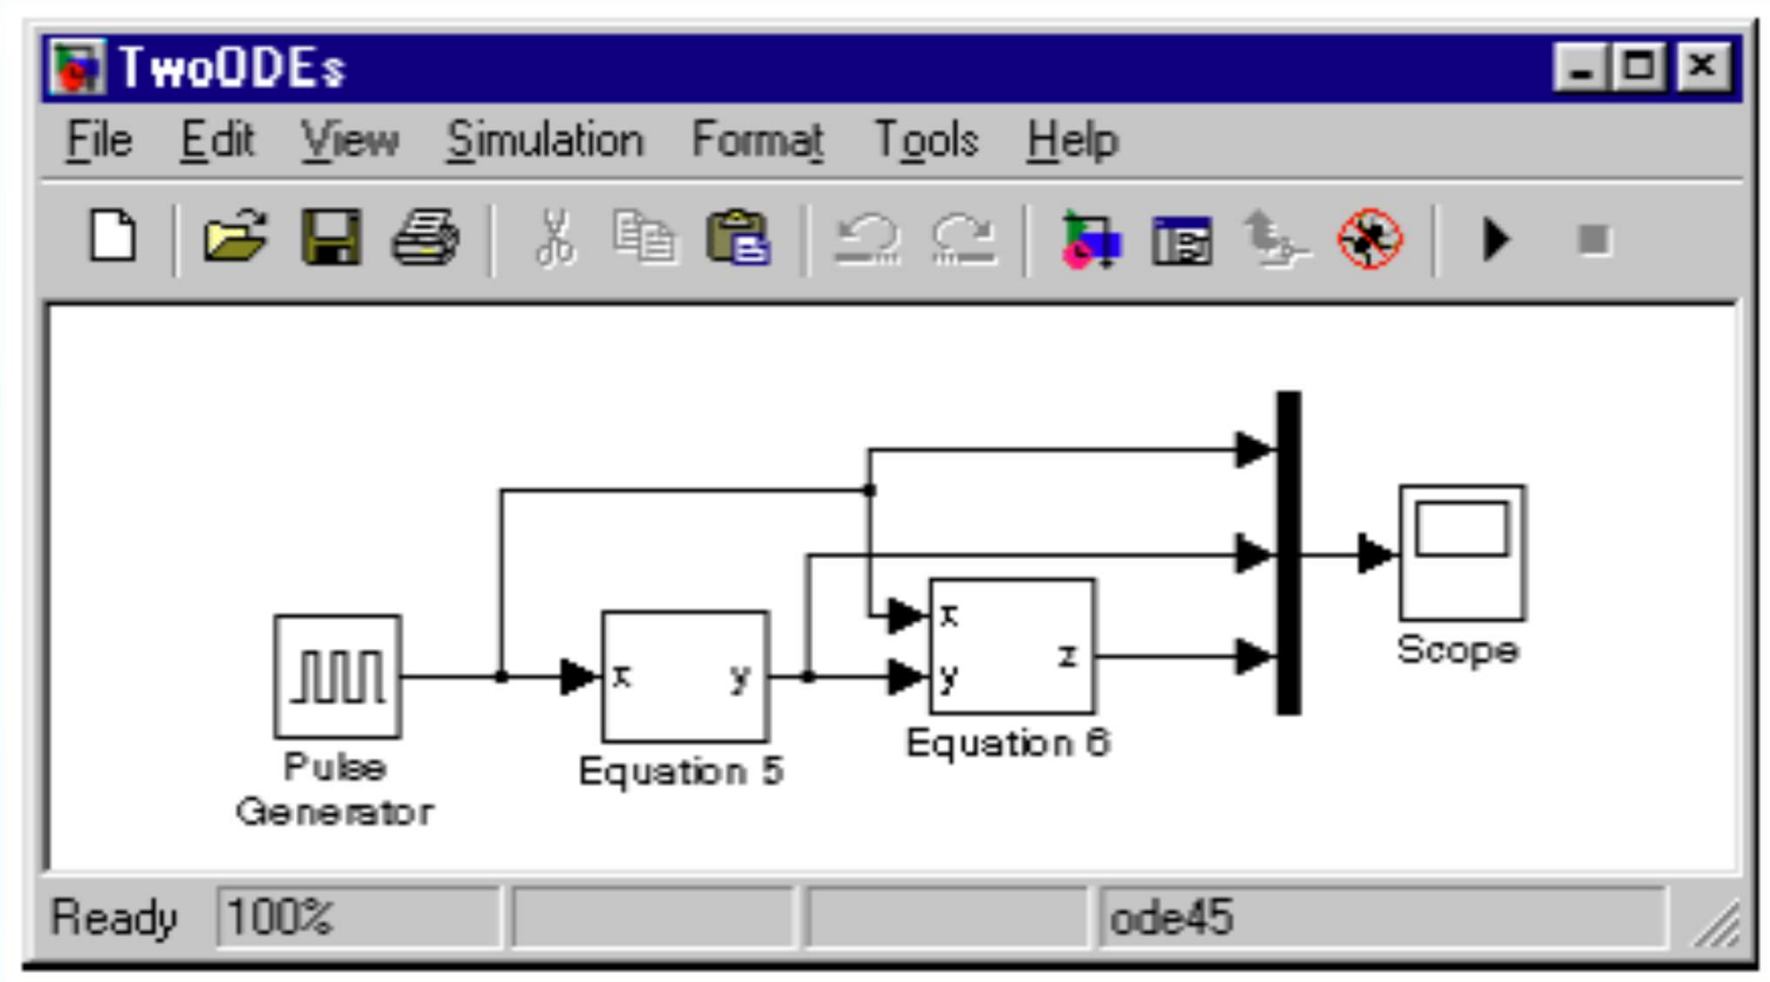 TwoODEs
File Edit View Simulation Format Tools Help
x y
x
y
z
Pulse
Generator
Equation 5
Equation 6
Scope
Ready 100% ode45